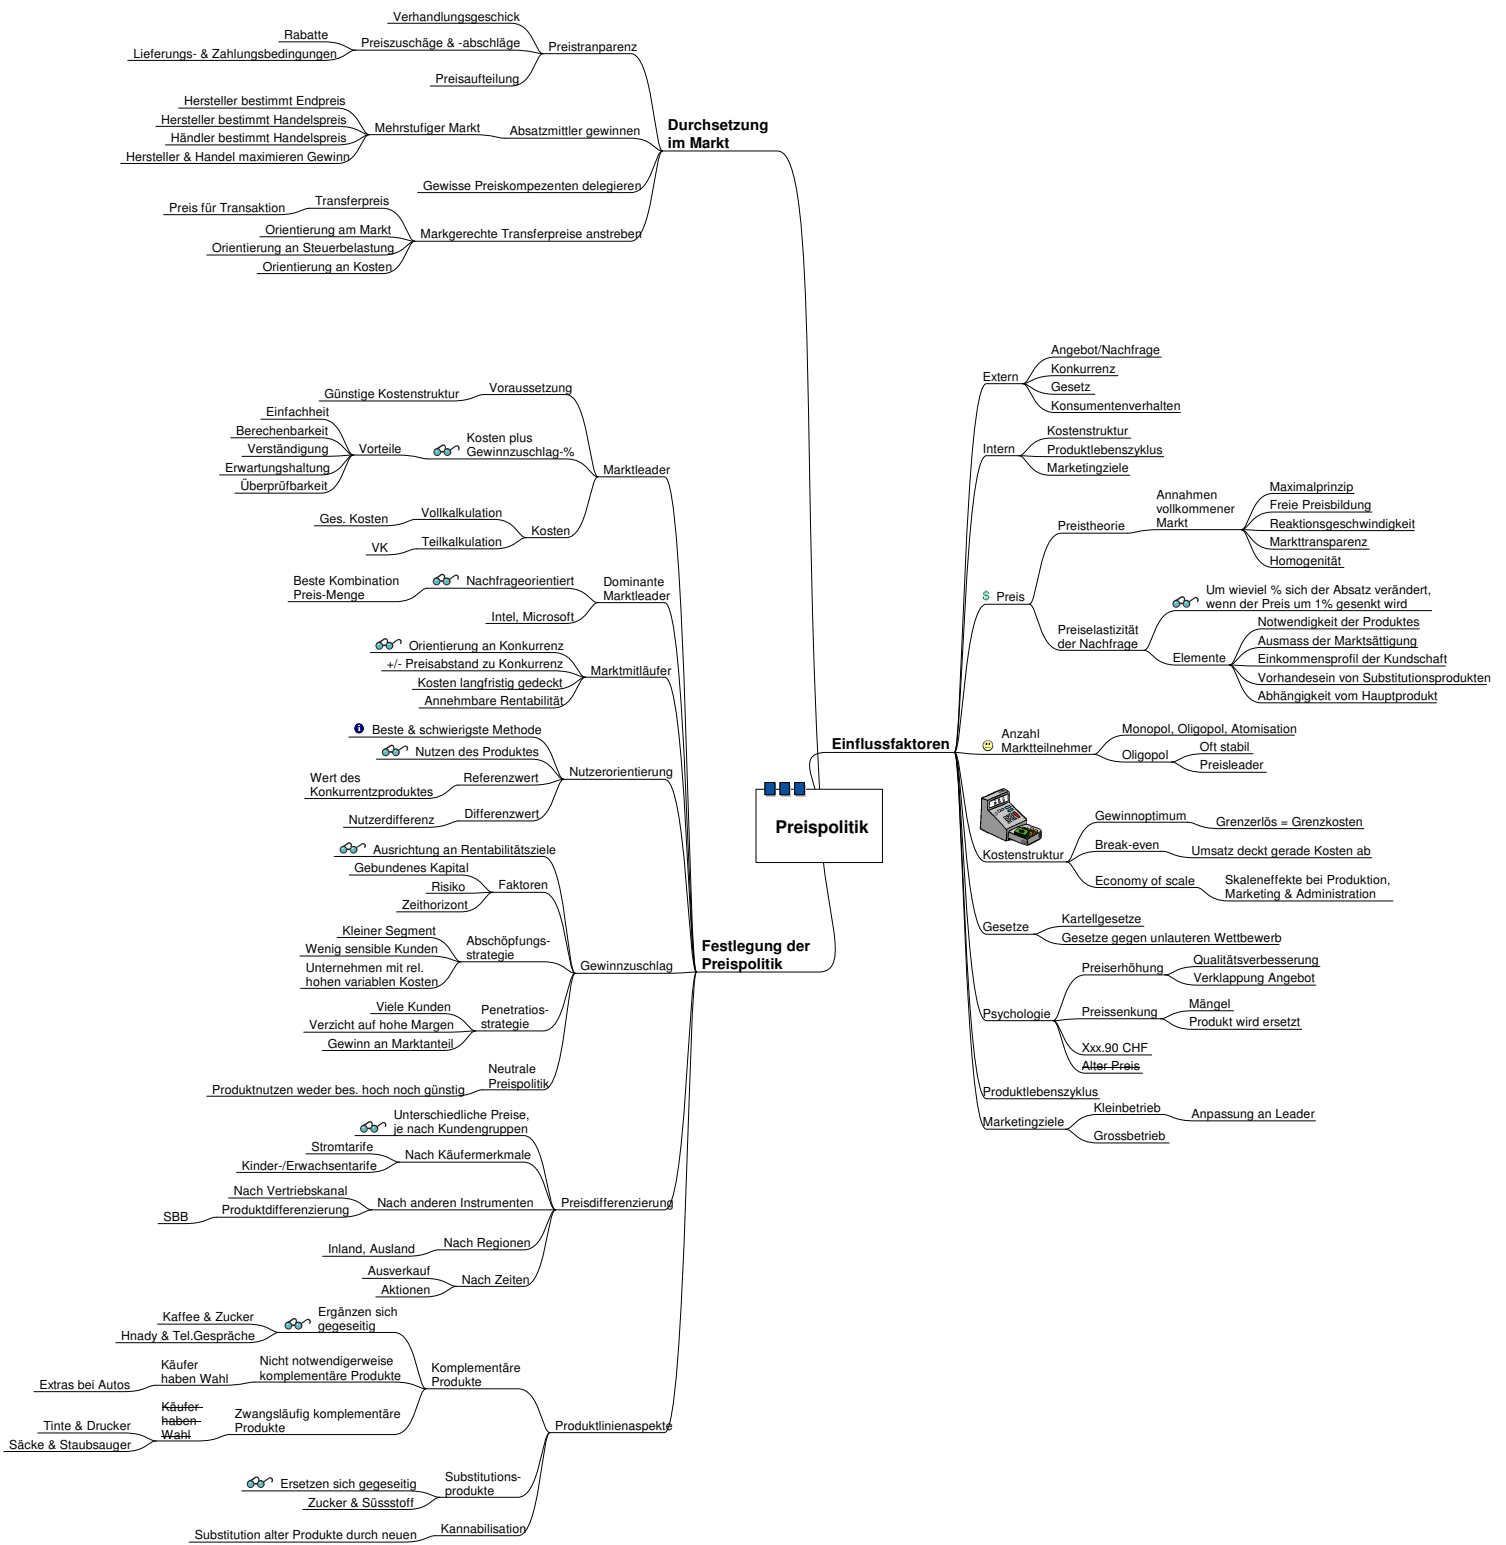 Preispolitik
Durchsetzung
im Markt
Preistranparenz
Verhandlungsgeschick
Preiszuschäge & -abschläge
Rabatte
Lieferungs- & Zahlungsbedingungen
Preisaufteilung
Absatzmittler gewinnen
Mehrstufiger Markt
Hersteller bestimmt Endpreis
Hersteller bestimmt Handelspreis
Händler bestimmt Handelspreis
Hersteller & Handel maximieren Gewinn
Gewisse Preiskompezenten delegieren
Markgerechte Transferpreise anstreben
Transferpreis
Preis für Transaktion
Orientierung am Markt
Orientierung an Steuerbelastung
Orientierung an Kosten
Einflussfaktoren
Extern
Angebot/Nachfrage
Konkurrenz
Gesetz
Konsumentenverhalten
Intern
Kostenstruktur
Produktlebenszyklus
Marketingziele
$ Preis
Preistheorie
Annahmen
vollkommener
Markt
Maximalprinzip
Freie Preisbildung
Reaktionsgeschwindigkeit
Markttransparenz
Homogenität
Preiselastizität
der Nachfrage
Um wieviel % sich der Absatz verändert,
wenn der Preis um 1% gesenkt wird
Elemente
Notwendigkeit der Produktes
Ausmass der Marktsättigung
Einkommensprofil der Kundschaft
Vorhandesein von Substitutionsprodukten
Abhängigkeit vom Hauptprodukt
Anzahl
Marktteilnehmer
Monopol, Oligopol, Atomisation
Oligopol
Oft stabil
Preisleader
Kostenstruktur
Gewinnoptimum
Grenzerlös = Grenzkosten
Break-even
Umsatz deckt gerade Kosten ab
Economy of scale
Skaleneffekte bei Produktion,
Marketing & Administration
Gesetze
Kartellgesetze
Gesetze gegen unlauteren Wettbewerb
Psychologie
Preiserhöhung
Qualitätsverbesserung
Verklappung Angebot
Preissenkung
Mängel
Produkt wird ersetzt
Xxx.90 CHF
Alter Preis
Produktlebenszyklus
Marketingziele
Kleinbetrieb
Anpassung an Leader
Grossbetrieb
Festlegung der
Preispolitik
Marktleader
Voraussetzung
Günstige Kostenstruktur
Kosten plus
Gewinnzuschlag-%
Vorteile
Einfachheit
Berechenbarkeit
Verständigung
Erwartungshaltung
Überprüfbarkeit
Kosten
Vollkalkulation
Ges. Kosten
Teilkalkulation
VK
Dominante
Marktleader
Nachfrageorientiert
Beste Kombination
Preis-Menge
Intel, Microsoft
Marktmitläufer
Orientierung an Konkurrenz
+/- Preisabstand zu Konkurrenz
Kosten langfristig gedeckt
Annehmbare Rentabilität
Nutzerorientierung
Beste & schwierigste Methode
Nutzen des Produktes
Referenzwert
Wert des
Konkurrentzproduktes
Differenzwert
Nutzerdifferenz
Gewinnzuschlag
Ausrichtung an Rentabilitätsziele
Faktoren
Gebundenes Kapital
Risiko
Zeithorizont
Abschöpfungs-
strategie
Kleiner Segment
Wenig sensible Kunden
Unternehmen mit rel.
hohen variablen Kosten
Penetratios-
strategie
Viele Kunden
Verzicht auf hohe Margen
Gewinn an Marktanteil
Neutrale
Preispolitik
Produktnutzen weder bes. hoch noch günstig
Preisdifferenzierung
Unterschiedliche Preise,
je nach Kundengruppen
Nach Käufermerkmale
Stromtarife
Kinder-/Erwachsentarife
Nach anderen Instrumenten
Nach Vertriebskanal
Produktdifferenzierung
SBB
Nach Regionen
Inland, Ausland
Nach Zeiten
Ausverkauf
Aktionen
Produktlinienaspekte
Komplementäre
Produkte
Ergänzen sich
gegeseitig
Kaffee & Zucker
Hnady & Tel.Gespräche
Nicht notwendigerweise
komplementäre Produkte
Käufer
haben Wahl
Extras bei Autos
Zwangsläufig komplementäre
Produkte
Käufer
haben
Wahl
Tinte & Drucker
Säcke & Staubsauger
Substitutions-
produkte
Ersetzen sich gegeseitig
Zucker & Süssstoff
Kannabilisation
Substitution alter Produkte durch neuen